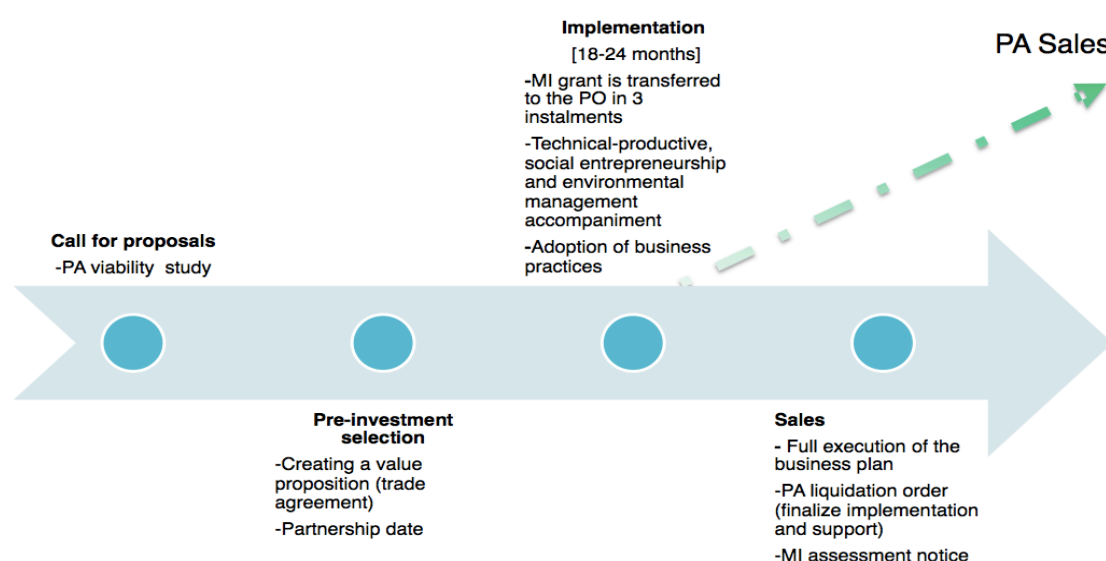 Implementation
[18-24 months]
-MI grant is transferred
to the PO in 3
instalments
-Technical-productive,
social entrepreneurship
and environmental
management
accompaniment
-Adoption of business
practices
PA Sales
Call for proposals
-PA viability study
Pre-investment
selection
-Creating a value
proposition (trade
agreement)
-Partnership date
Sales
- Full execution of the
business plan
-PA liquidation order
(finalize implementation
and support)
-MI assessment notice